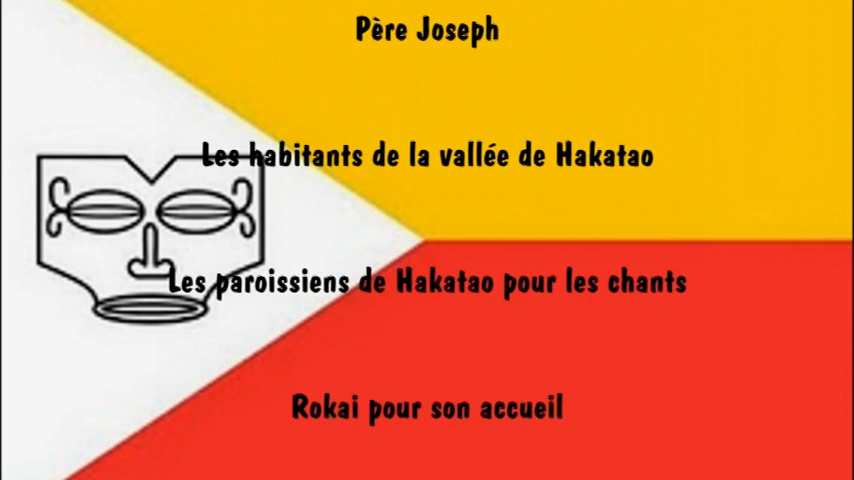 Père Joseph
Les habitants de la vallée de Hakatao
Les paroissiens de Hakatao pour les chants
Rokai pour son accueil